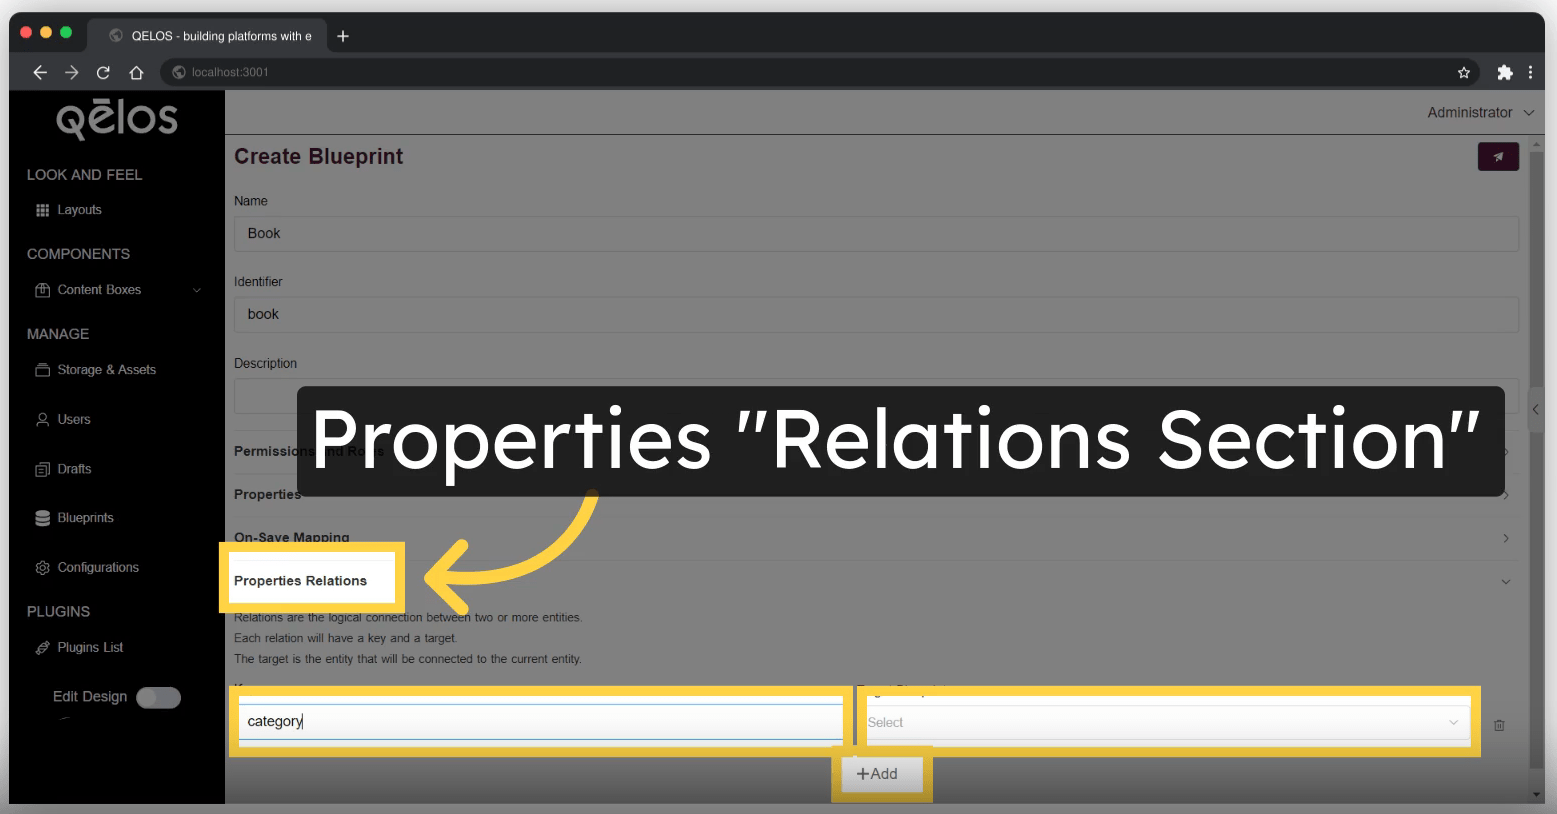 QELOS - building platforms with e
localhost:3001
qēlos
Administrator
LOOK AND FEEL
Layouts
COMPONENTS
Content Boxes
MANAGE
Storage & Assets
Users
Drafts
Blueprints
Configurations
PLUGINS
Plugins List
Edit Design
Create Blueprint
Name
Book
Identifier
book
Description
Properties "Relations Section"
Permissions and Roles
Properties
On-Save Mapping
Properties Relations
Relations are the logical connection between two or more entities.
Each relation will have a key and a target.
The target is the entity that will be connected to the current entity.
category
Select
+Add